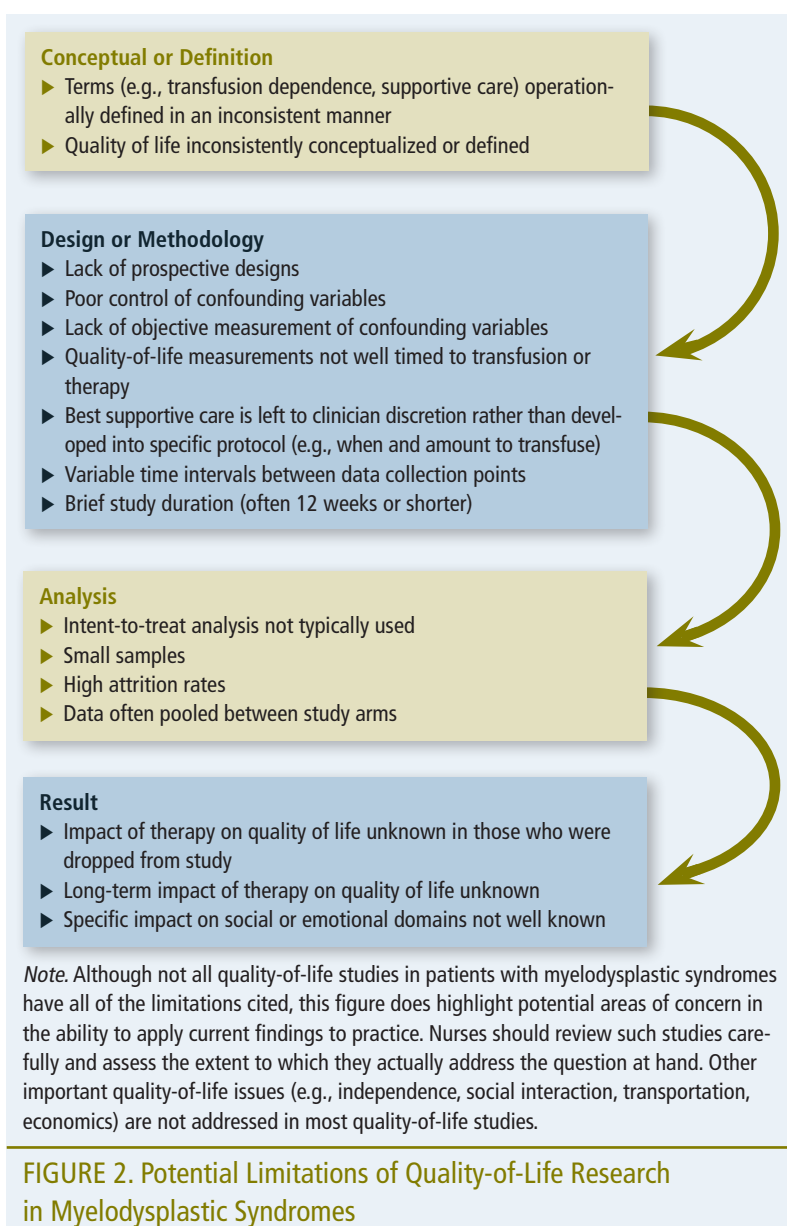 Conceptual or Definition
▶ Terms (e.g., transfusion dependence, supportive care) operation-
ally defined in an inconsistent manner
▶ Quality of life inconsistently conceptualized or defined
Design or Methodology
▶ Lack of prospective designs
▶ Poor control of confounding variables
▶ Lack of objective measurement of confounding variables
▶ Quality-of-life measurements not well timed to transfusion or
therapy
▶ Best supportive care is left to clinician discretion rather than devel-
oped into specific protocol (e.g., when and amount to transfuse)
▶ Variable time intervals between data collection points
▶ Brief study duration (often 12 weeks or shorter)
Analysis
▶ Intent-to-treat analysis not typically used
▶ Small samples
▶ High attrition rates
▶ Data often pooled between study arms
Result
▶ Impact of therapy on quality of life unknown in those who were
dropped from study
▶ Long-term impact of therapy on quality of life unknown
▶ Specific impact on social or emotional domains not well known
Note. Although not all quality-of-life studies in patients with myelodysplastic syndromes
have all of the limitations cited, this figure does highlight potential areas of concern in
the ability to apply current findings to practice. Nurses should review such studies care-
fully and assess the extent to which they actually address the question at hand. Other
important quality-of-life issues (e.g., independence, social interaction, transportation,
economics) are not addressed in most quality-of-life studies.
FIGURE 2. Potential Limitations of Quality-of-Life Research
in Myelodysplastic Syndromes